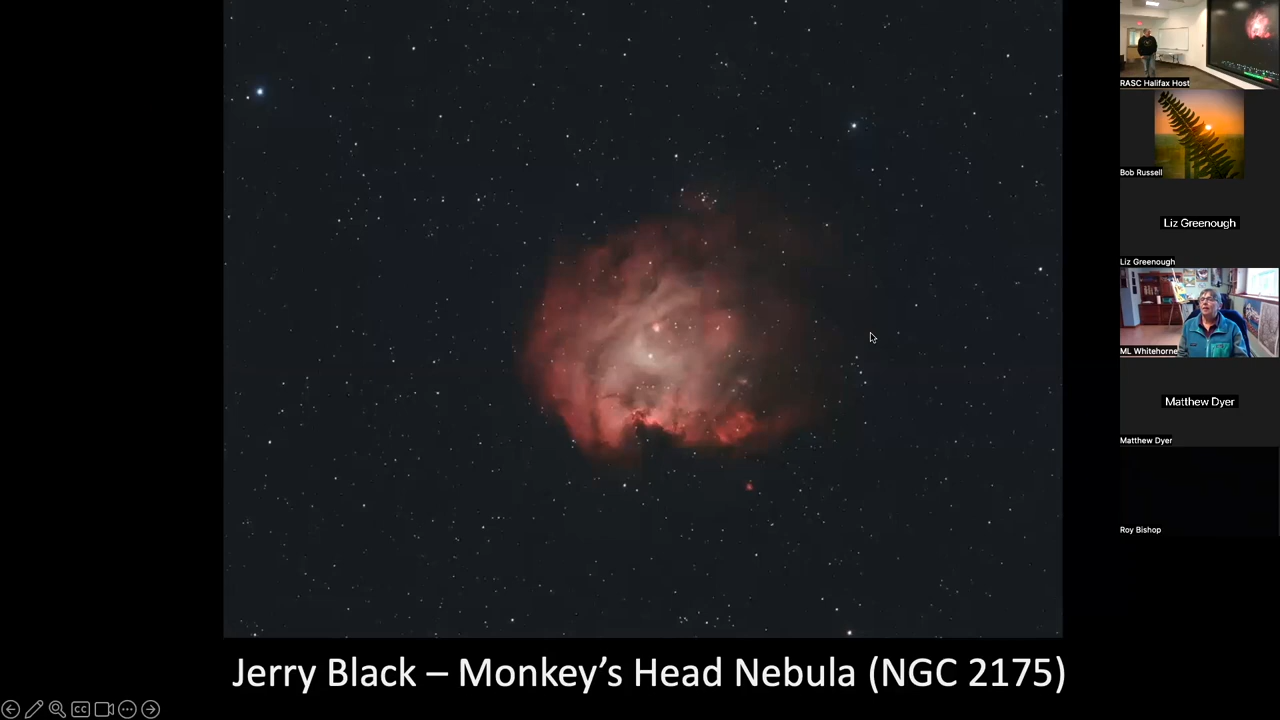 RASC Halifax Host
Bob Russell
Liz Greenough
Liz Greenough
ML Whitehorne
Matthew Dyer
Matthew Dyer
Roy Bishop
Jerry Black – Monkey's Head Nebula (NGC 2175)
CC